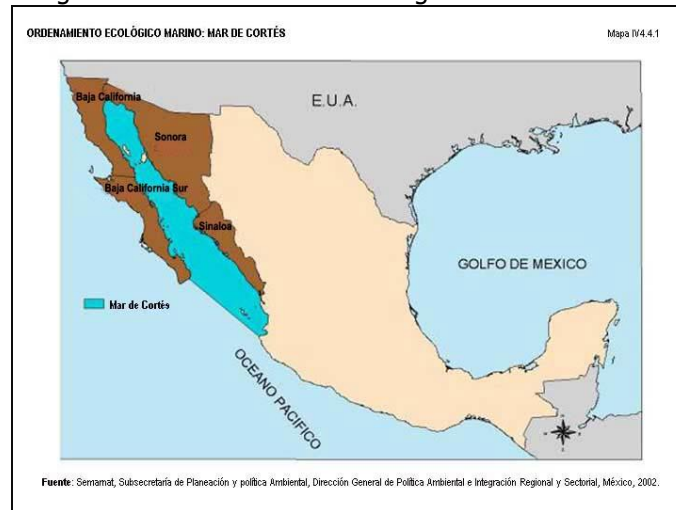 ORDENAMIENTO ECOLÓGICO MARINO: MAR DE CORTÉS
Mapa IV4.4.1
E.U.A.
Baja California
Sonora
Baja California Sur
Sinaloa
GOLFO DE MEXICO
Mar de Cortés
OCEANO PACIFICO
Fuente: Semarnat, Subsecretaría de Planeación y política Ambiental, Dirección General de Política Ambiental e Integración Regional y Sectorial, México, 2002.